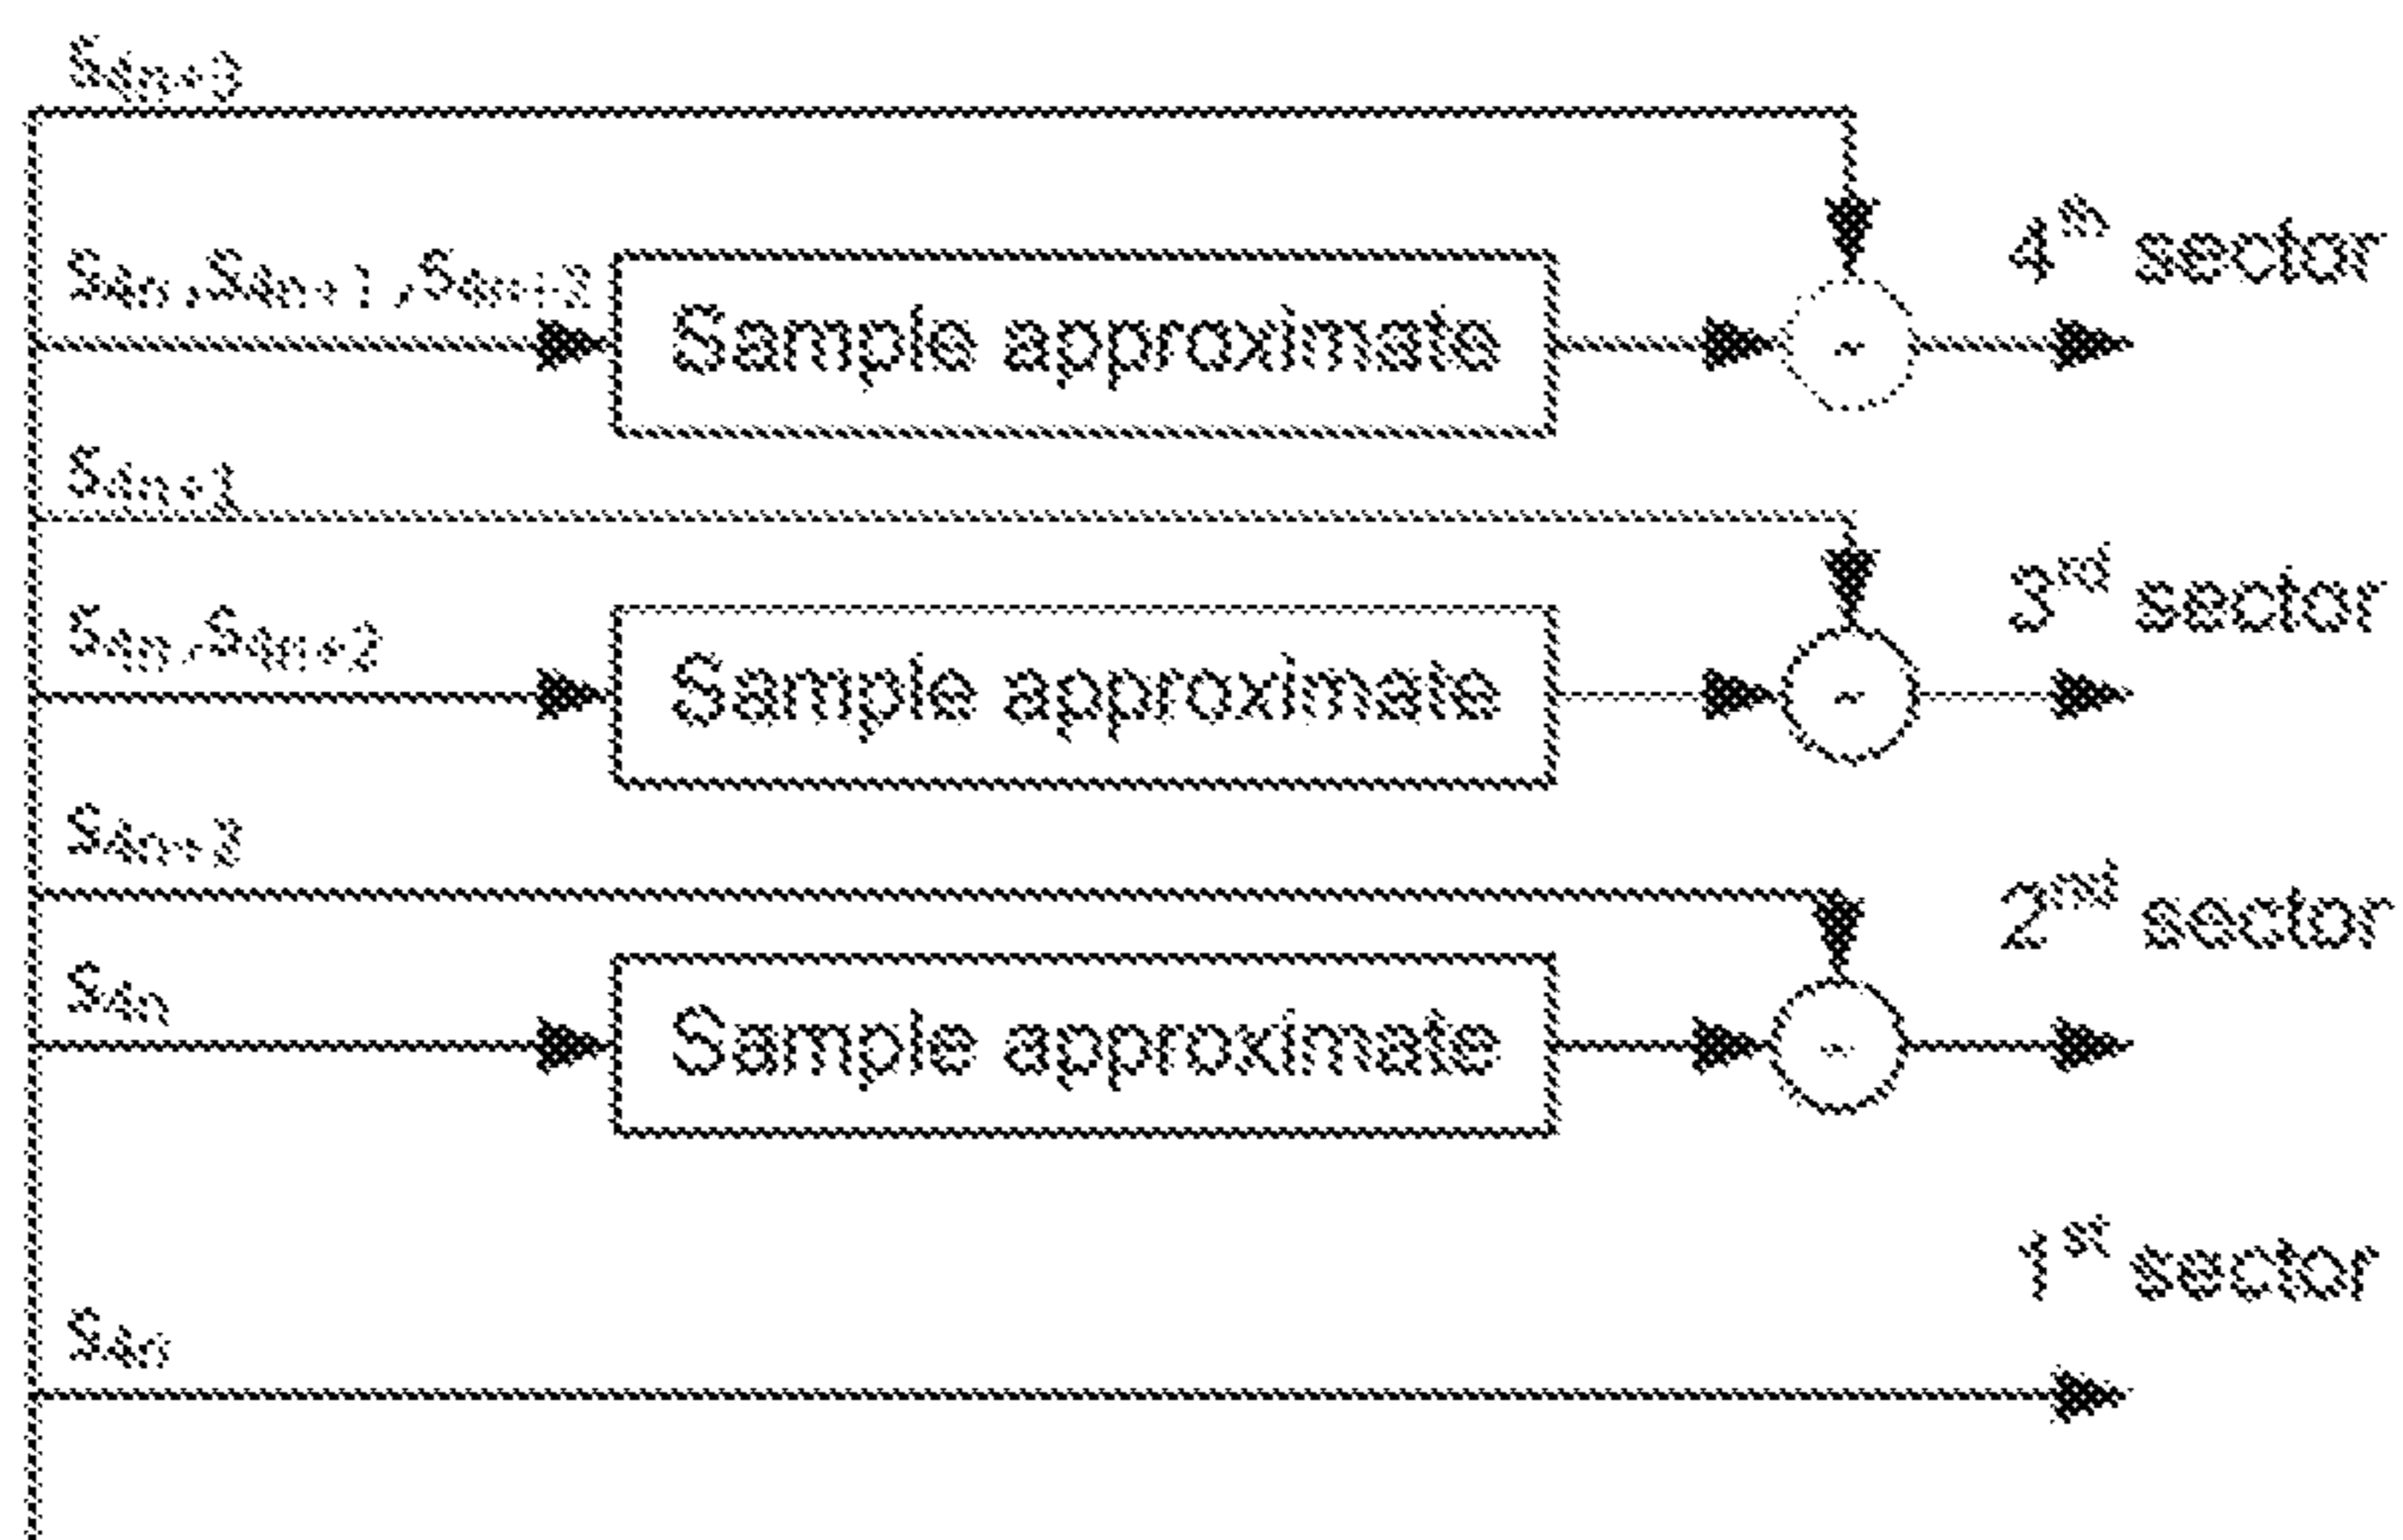 S4n+3
4th sector
S4n,S4n+1,S4n+2
Sample approximate
~
S4n+1
3rd sector
S4n,S4n+2
Sample approximate
~
S4n+2
2nd sector
S4n
Sample approximate
~
1st sector
S4n